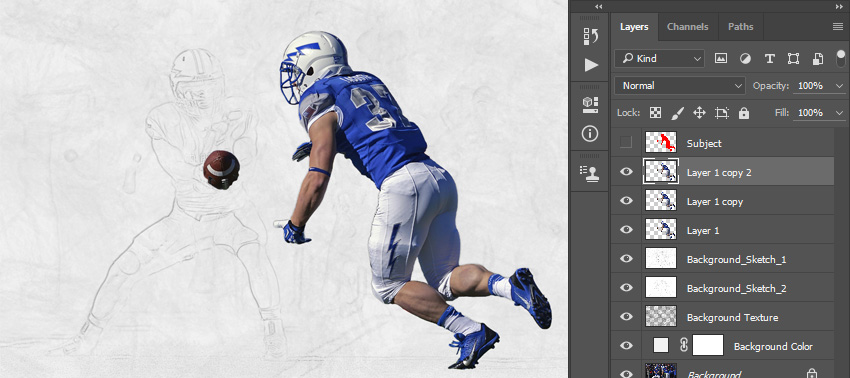 Layers Channels Paths
Kind
Normal Opacity: 100%
Lock: Fill: 100%
Subject
Layer 1 copy 2
Layer 1 copy
Layer 1
Background_Sketch_1
Background_Sketch_2
Background Texture
Background Color
Background
37